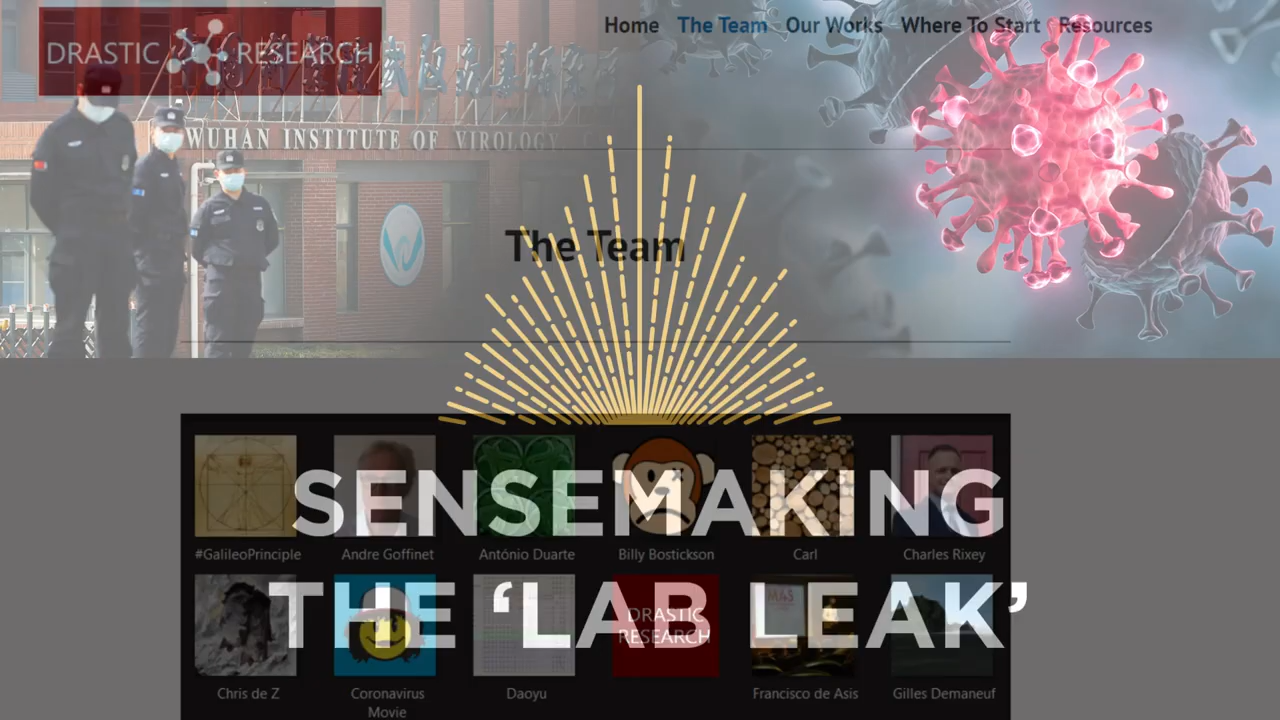 DRASTIC RESEARCH
Home The Team Our Works Where To Start Resources
WUHAN INSTITUTE OF VIROLOGY
The Team
SENSEMAKING
#GalileoPrinciple Andre Goffinet António Duarte Billy Bostickson Carl Charles Rixey
THE ‘LAB LEAK’
DRASTIC
RESEARCH
Chris de Z Coronavirus Movie Daoyu Francisco de Asis Gilles Demaneuf